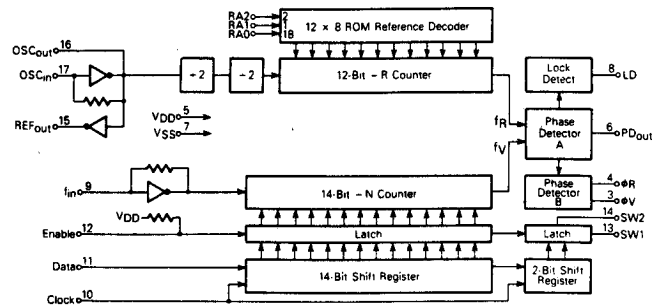 RA2 2
RA1 1
RA0 18
12 x 8 ROM Reference Decoder
OSCout 16
OSCin 17
÷2
÷2
12-Bit – R Counter
Lock Detect
8 LD
REFout 15
VDD 5
VSS 7
fR
fV
Phase Detector A
6 PDout
fin 9
14-Bit – N Counter
Phase Detector B
4 ϕR
3 ϕV
VDD
14 SW2
Enable 12
Latch
Latch
13 SW1
Data 11
14-Bit Shift Register
2-Bit Shift Register
Clock 10